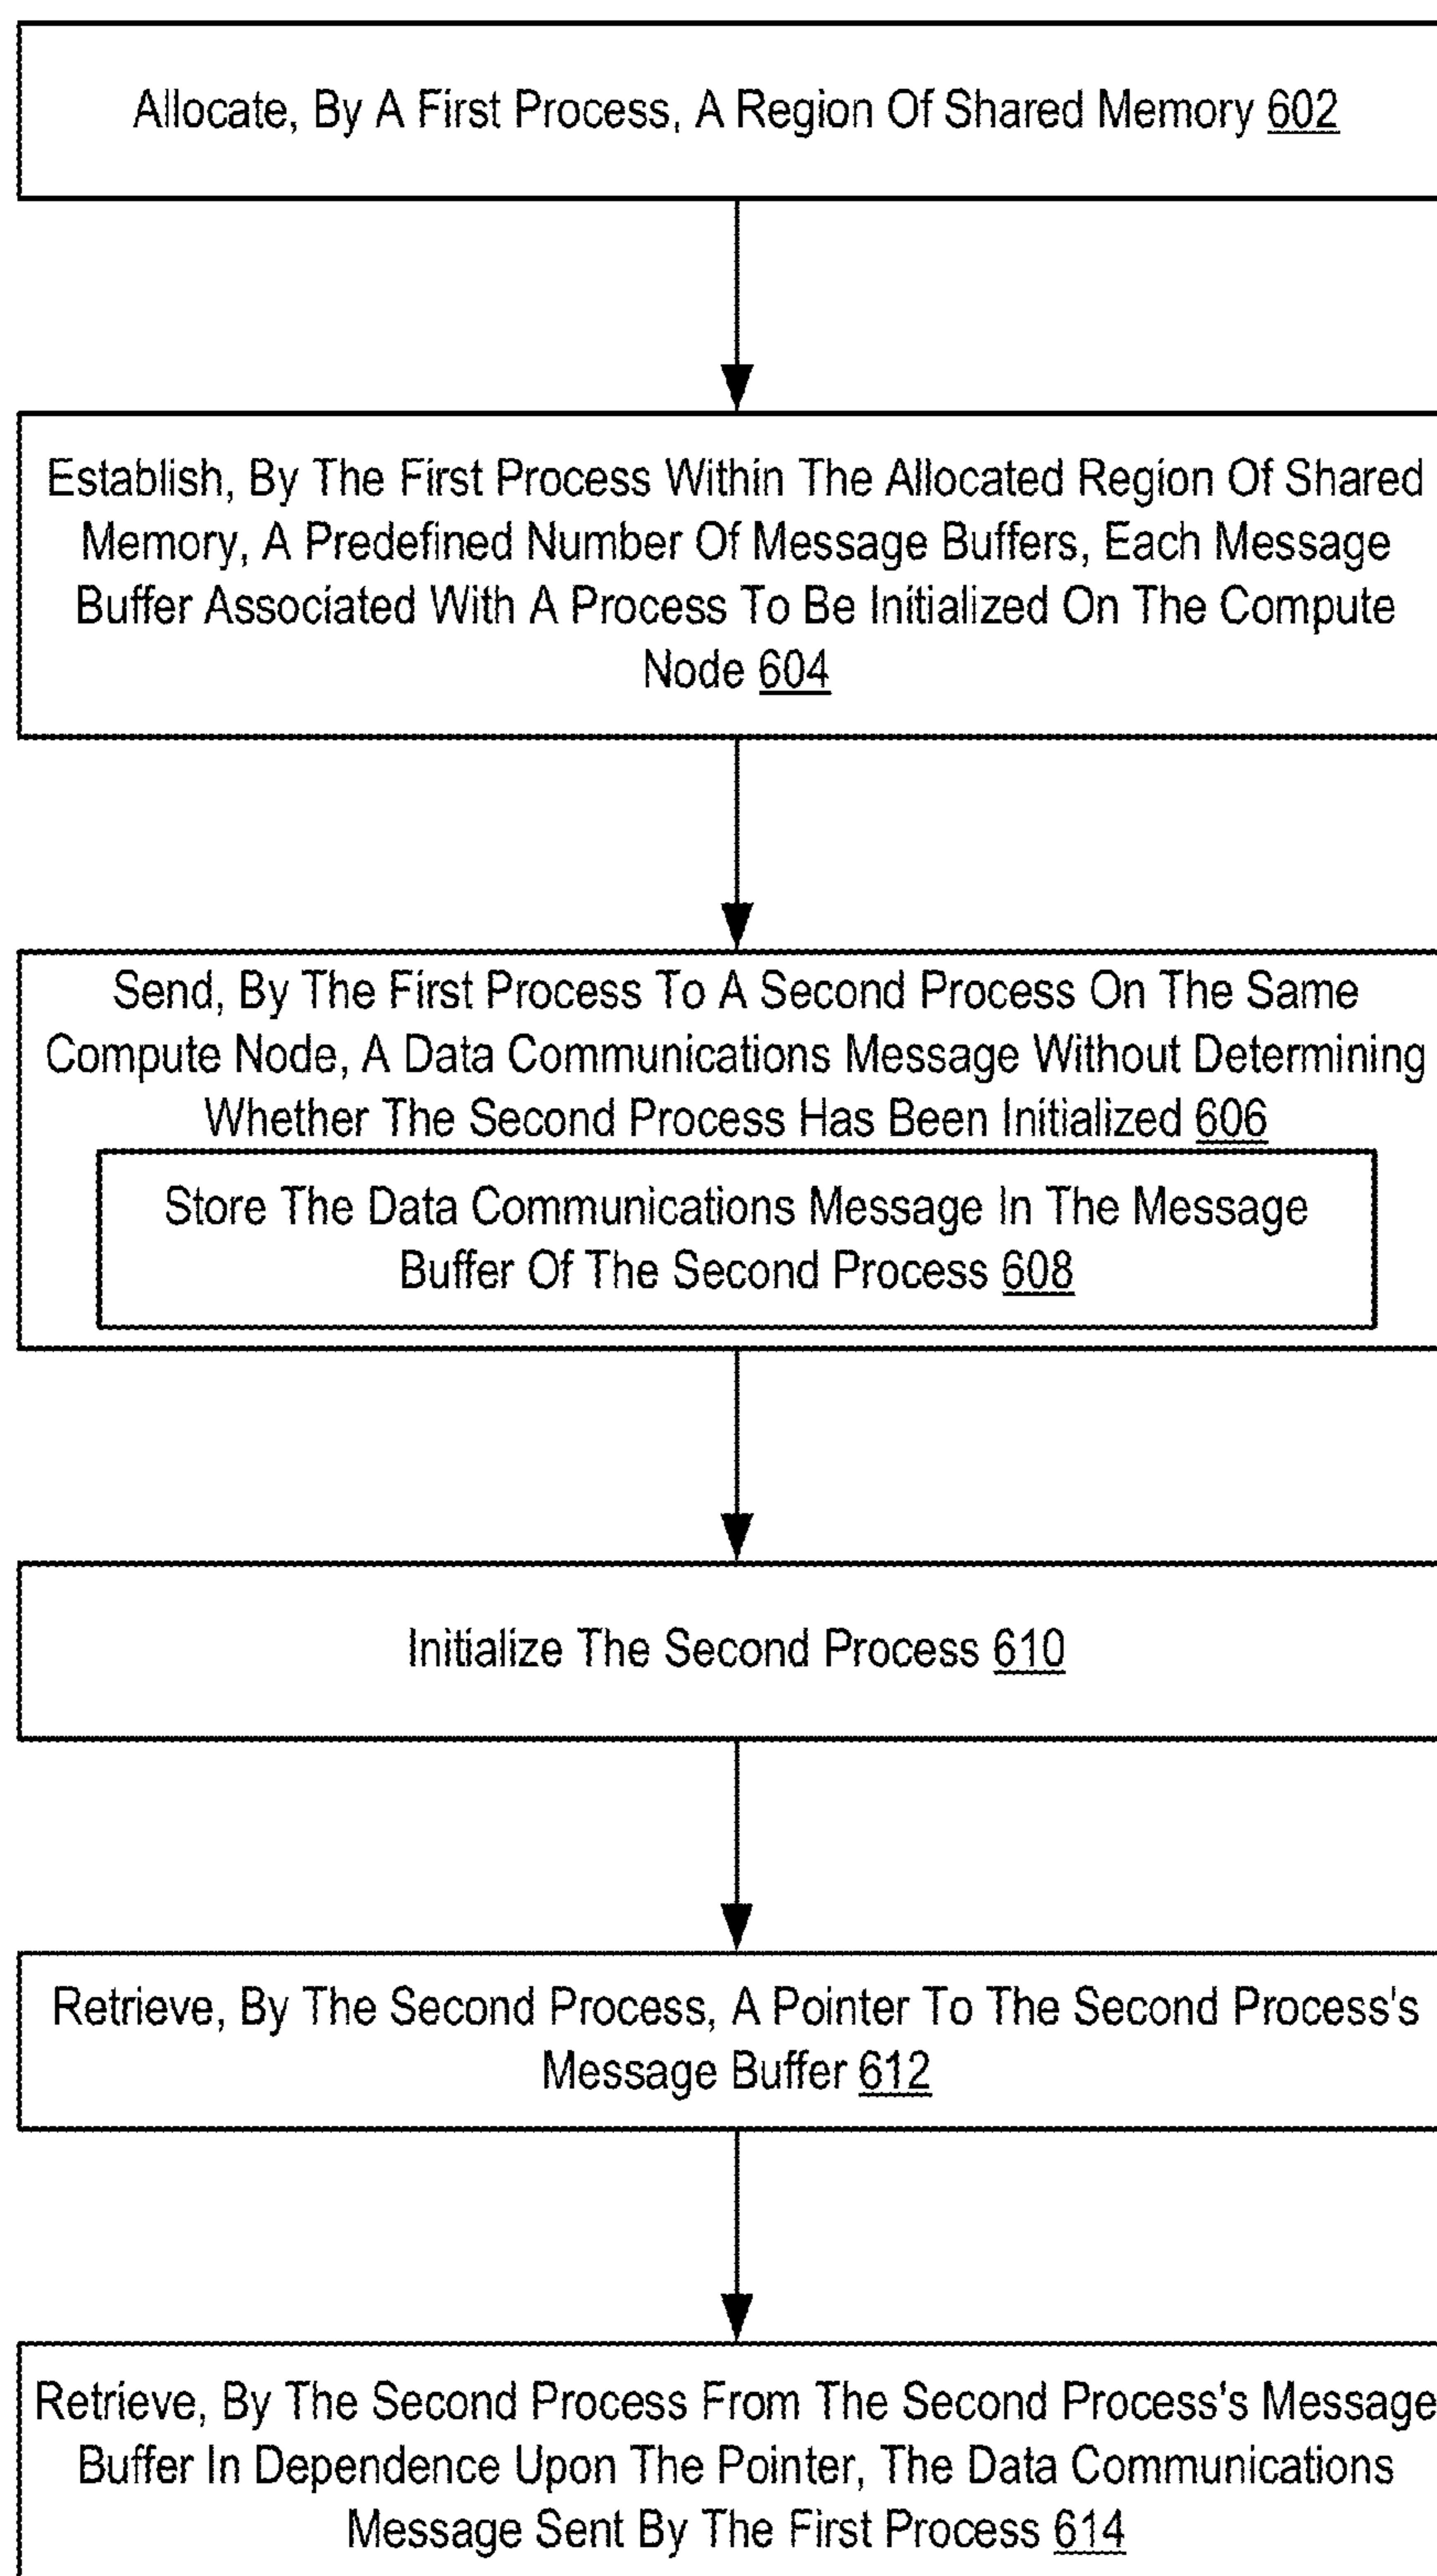 Allocate, By A First Process, A Region Of Shared Memory 602
Establish, By The First Process Within The Allocated Region Of Shared
Memory, A Predefined Number Of Message Buffers, Each Message
Buffer Associated With A Process To Be Initialized On The Compute
Node 604
Send, By The First Process To A Second Process On The Same
Compute Node, A Data Communications Message Without Determining
Whether The Second Process Has Been Initialized 606
Store The Data Communications Message In The Message
Buffer Of The Second Process 608
Initialize The Second Process 610
Retrieve, By The Second Process, A Pointer To The Second Process's
Message Buffer 612
Retrieve, By The Second Process From The Second Process's Message
Buffer In Dependence Upon The Pointer, The Data Communications
Message Sent By The First Process 614